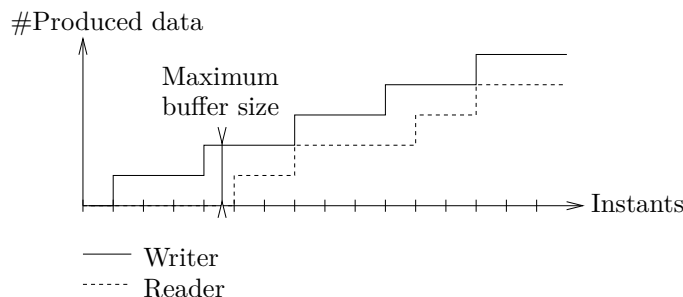 #Produced data
Maximum
buffer size
Instants
Writer
Reader